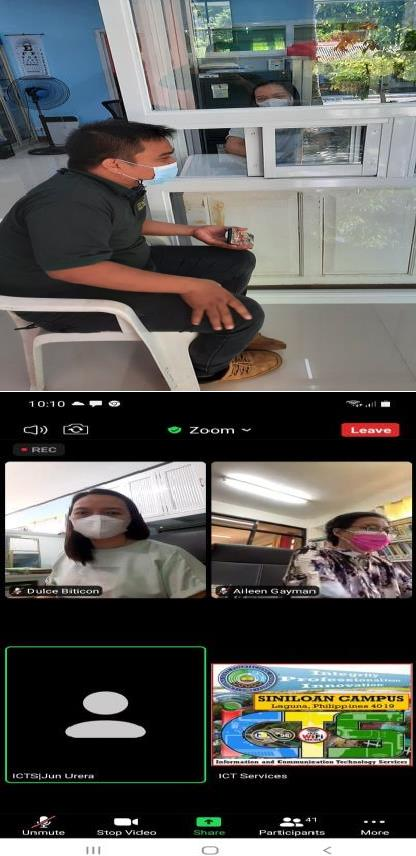 10:10
Zoom
Leave
REC
Dulce Biticon
Aileen Gayman
Integrity
Professionalism
Innovation
SINILOAN CAMPUS
Laguna, Philippines 4019
ICTS
WiFi
Information and Communication Technology Services
ICTS|Jun Urera
ICT Services
Unmute
Stop Video
Share
41
Participants
More